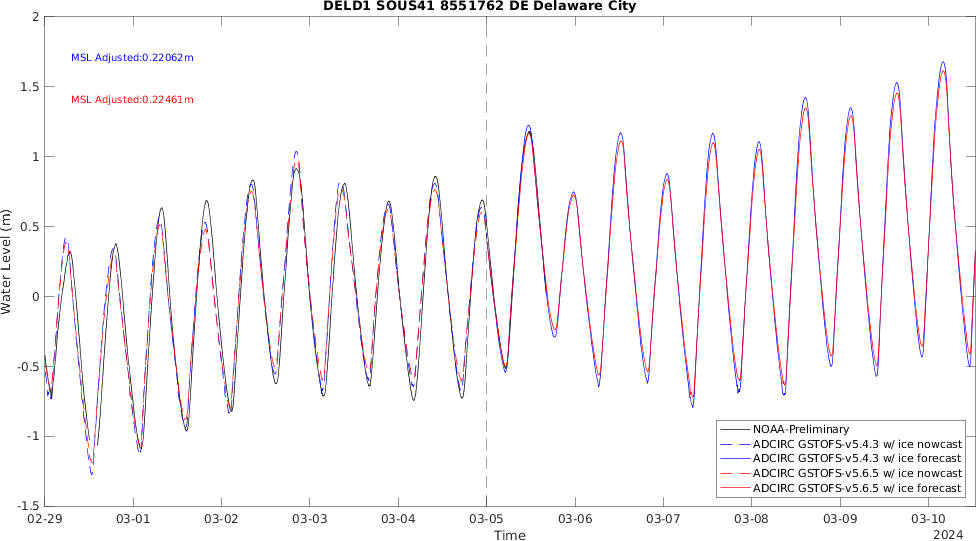 DELD1 SOUS41 8551762 DE Delaware City
2
1.5
1
0.5
0
-0.5
-1
-1.5
Water Level (m)
MSL Adjusted:0.22062m
MSL Adjusted:0.22461m
NOAA-Preliminary
ADCIRC GSTOFS-v5.4.3 w/ ice nowcast
ADCIRC GSTOFS-v5.4.3 w/ ice forecast
ADCIRC GSTOFS-v5.6.5 w/ ice nowcast
ADCIRC GSTOFS-v5.6.5 w/ ice forecast
02-29 03-01 03-02 03-03 03-04 03-05 03-06 03-07 03-08 03-09 03-10
Time
2024